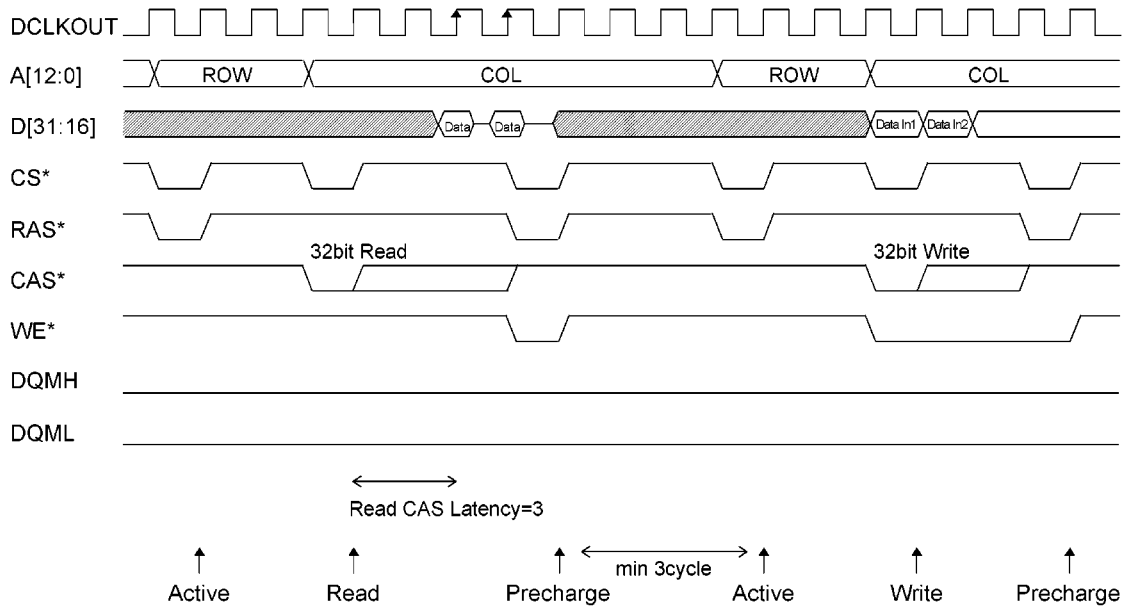 DCLKOUT
A[12:0] ROW COL ROW COL
D[31:16] Data Data Data In1 Data In2
CS*
RAS*
32bit Read 32bit Write
CAS*
WE*
DQMH
DQML
Read CAS Latency=3
min 3cycle
Active Read Precharge Active Write Precharge